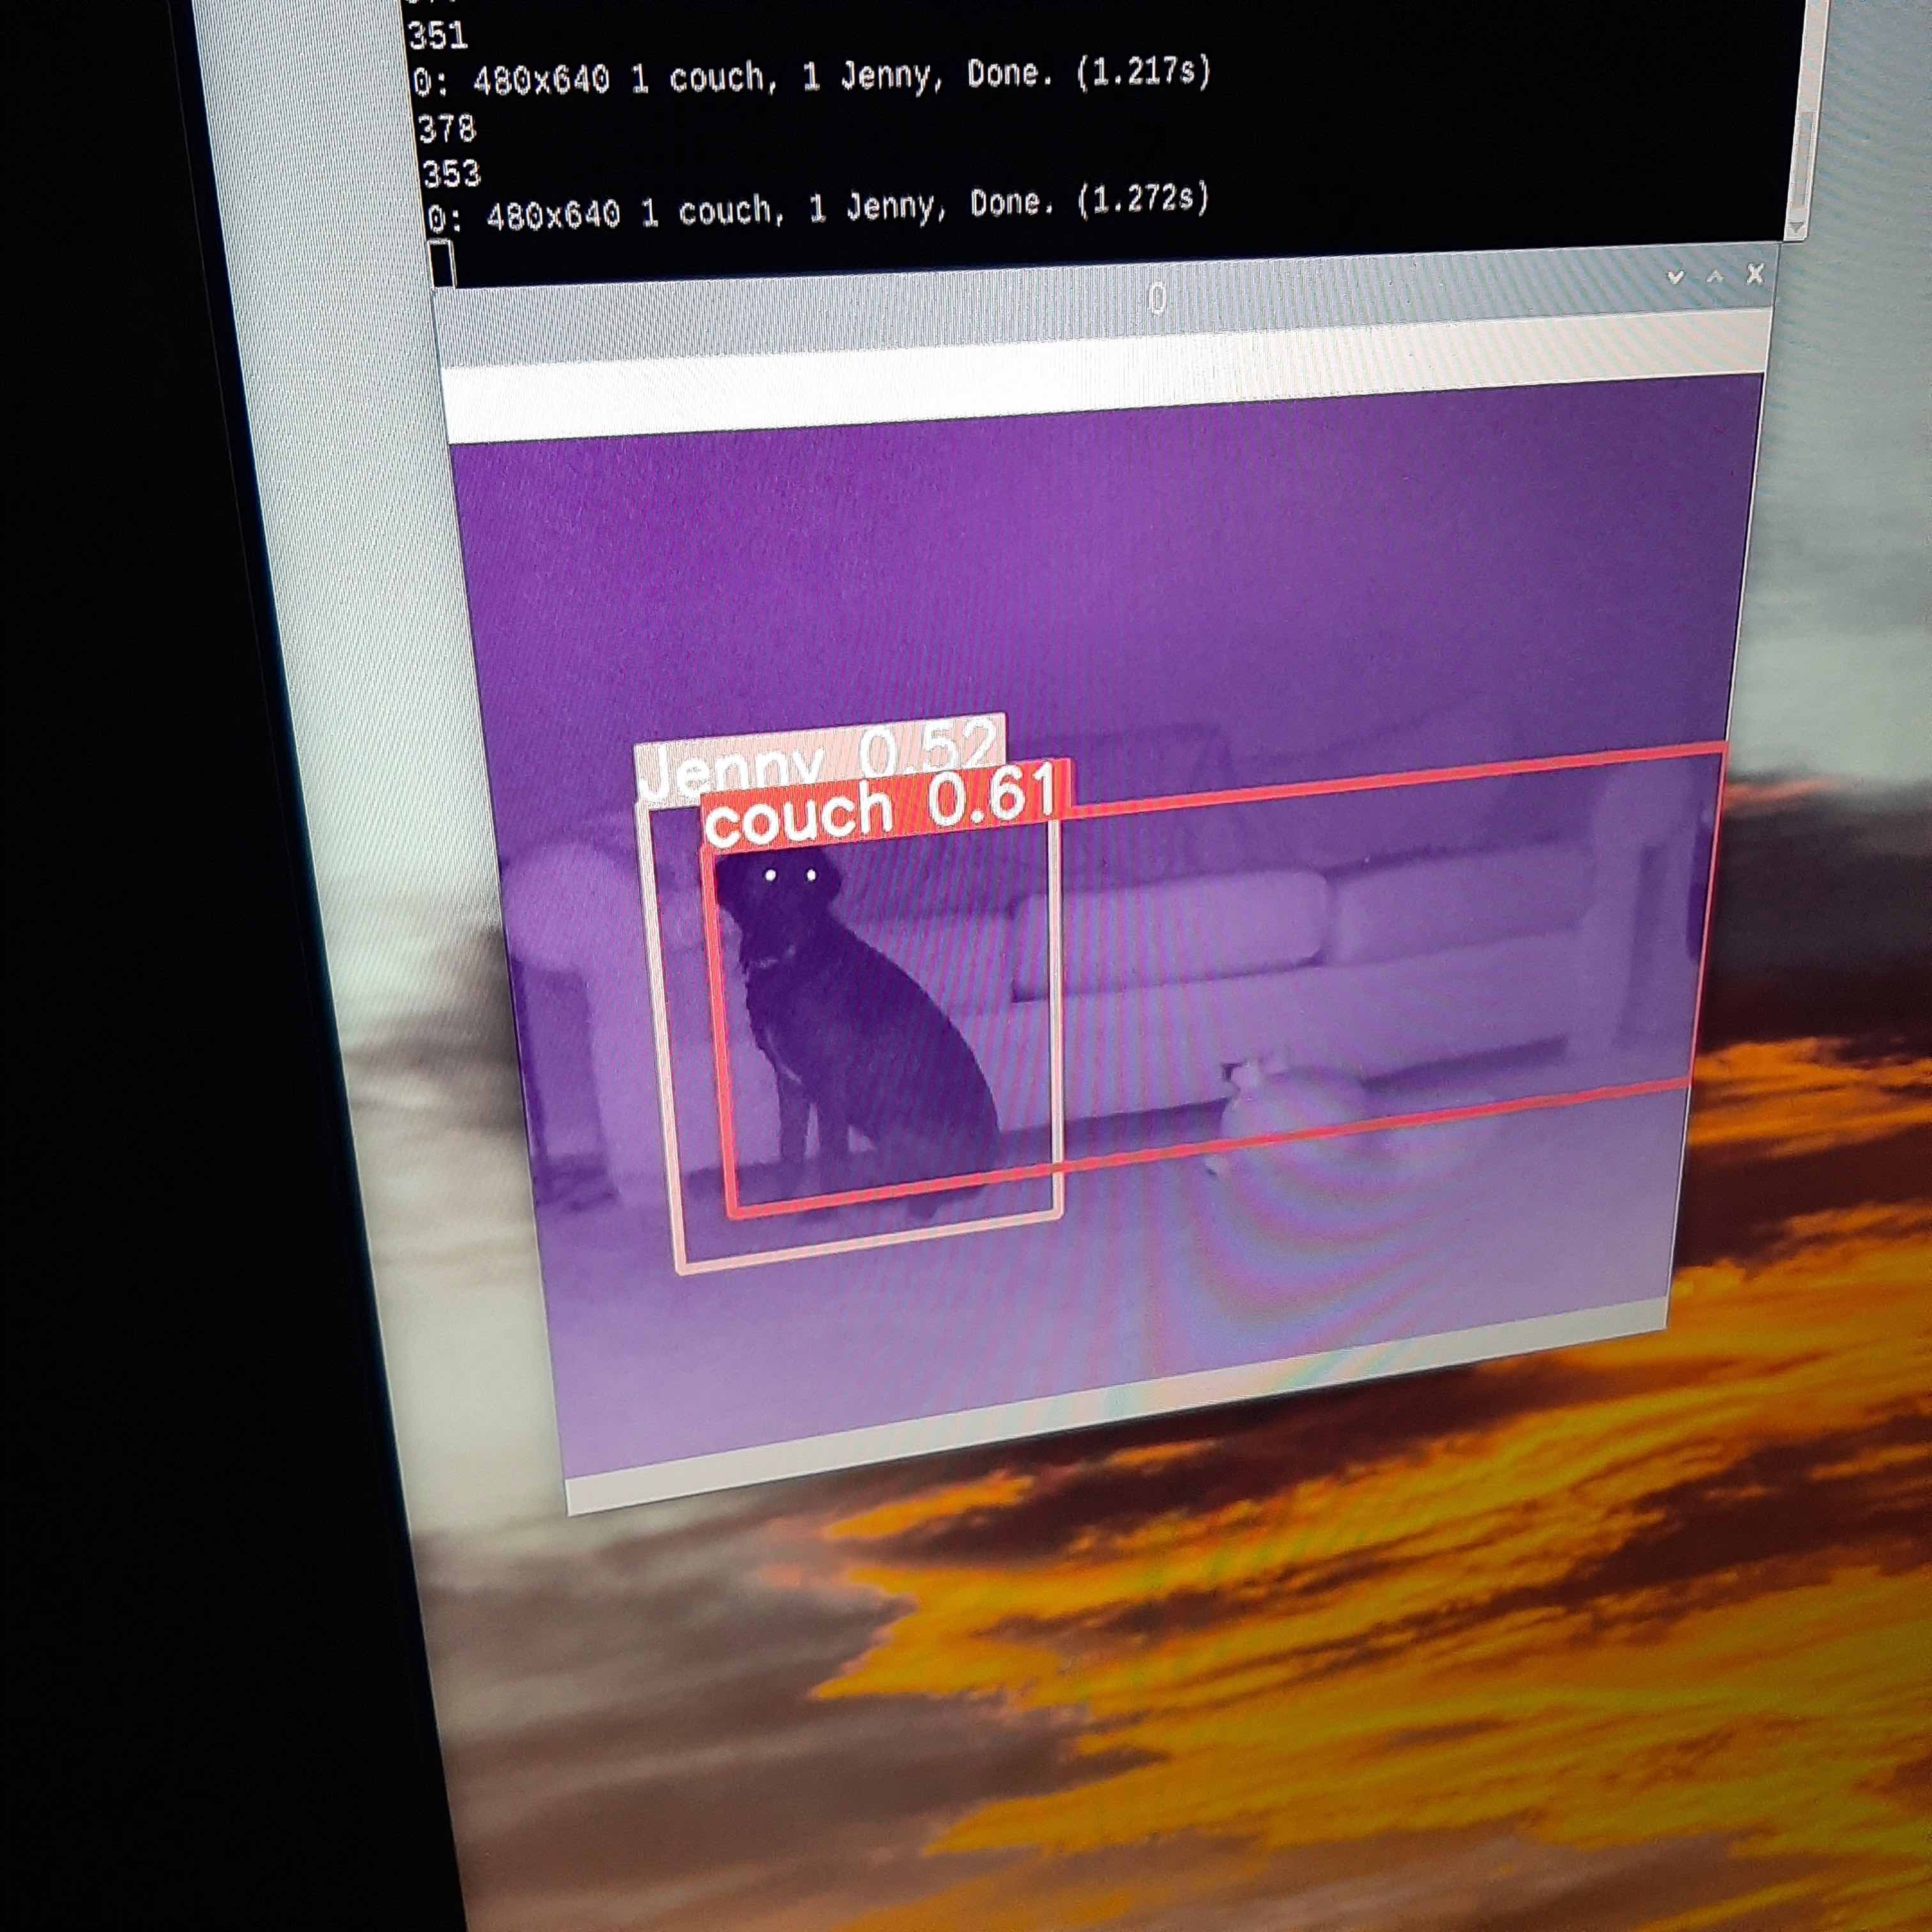 351
0: 480x640 1 couch, 1 Jenny, Done. (1.217s)
378
353
0: 480x640 1 couch, 1 Jenny, Done. (1.272s)
0
Jenny 0.52
couch 0.61